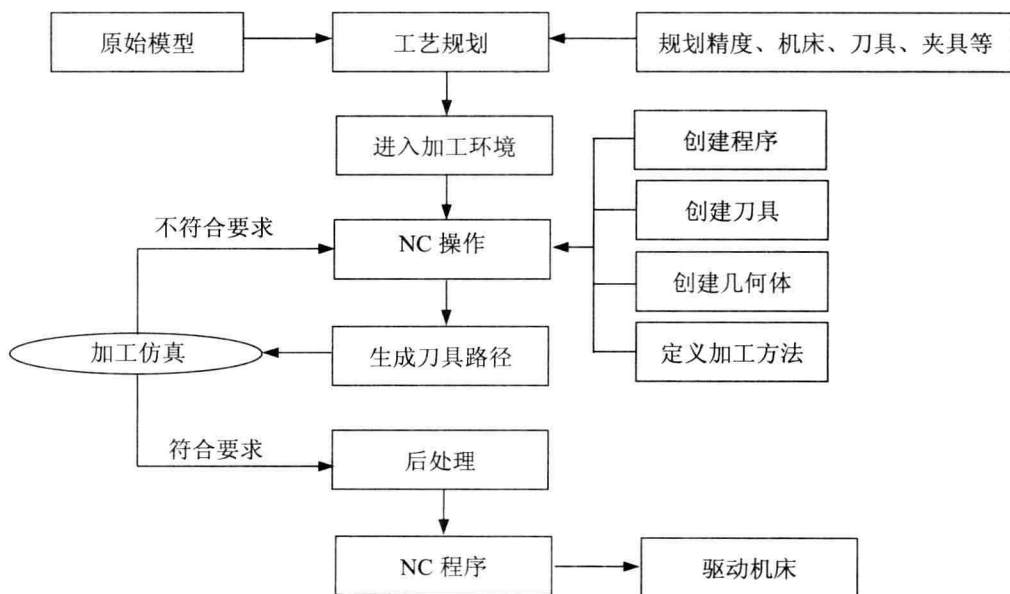 原始模型
工艺规划
规划精度、机床、刀具、夹具等
进入加工环境
创建程序
创建刀具
不符合要求
NC 操作
创建几何体
加工仿真
生成刀具路径
定义加工方法
符合要求
后处理
NC 程序
驱动机床